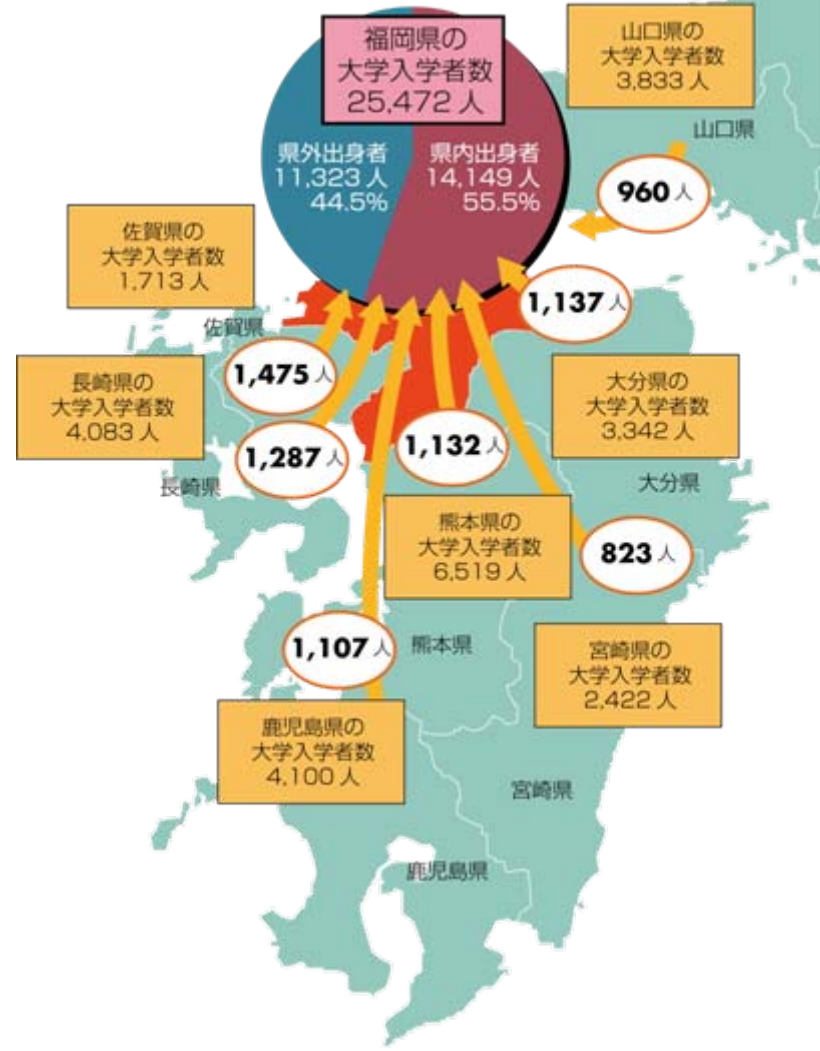 福岡県の
大学入学者数
25,472 人
県外出身者
11,323 人
44.5%
県内出身者
14,149 人
55.5%
山口県の
大学入学者数
3,833 人
山口県
960 人
佐賀県の
大学入学者数
1,713 人
佐賀県
1,137 人
1,475 人
長崎県の
大学入学者数
4,083 人
大分県の
大学入学者数
3,342 人
1,287 人
1,132 人
長崎県
大分県
熊本県の
大学入学者数
6,519 人
823 人
1,107 人
熊本県
宮崎県の
大学入学者数
2,422 人
鹿児島県の
大学入学者数
4,100 人
宮崎県
鹿児島県